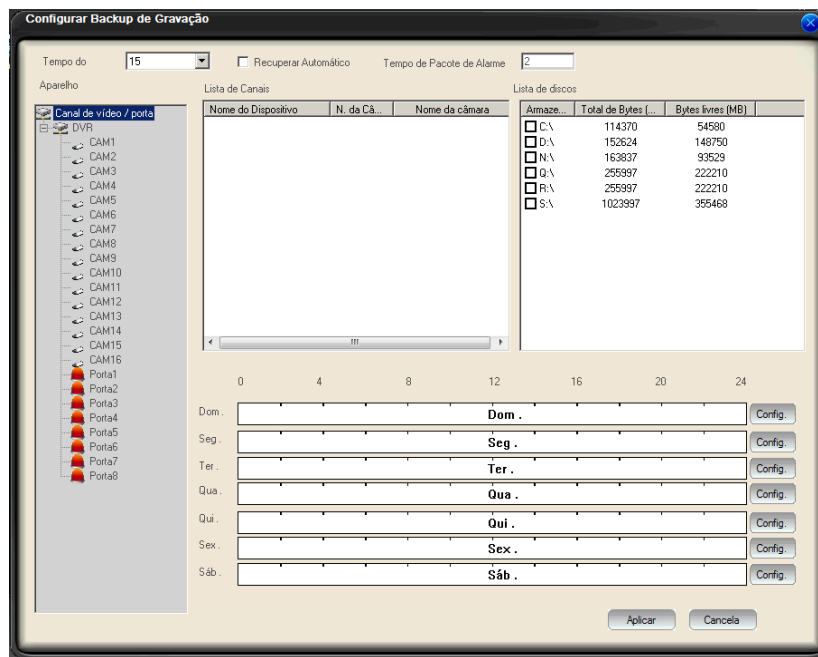 Configurar Backup de Gravação
Tempo do 15 Recuperar Automático Tempo de Pacote de Alarme 2
Aparelho
Canal de vídeo / porta
DVR
CAM1
CAM2
CAM3
CAM4
CAM5
CAM6
CAM7
CAM8
CAM9
CAM10
CAM11
CAM12
CAM13
CAM14
CAM15
CAM16
Porta1
Porta2
Porta3
Porta4
Porta5
Porta6
Porta7
Porta8
Lista de Canais
Nome do Dispositivo N. da Câ... Nome da câmara
Lista de discos
Armaze... Total de Bytes (... Bytes livres (MB)
C:\ 114370 54580
D:\ 152624 148750
N:\ 163837 93529
Q:\ 255997 222210
R:\ 255997 222210
S:\ 1023997 355468
0 4 8 12 16 20 24
Dom . Dom . Config.
Seg . Seg . Config.
Ter . Ter . Config.
Qua . Qua . Config.
Qui . Qui . Config.
Sex . Sex . Config.
Sáb . Sáb . Config.
Aplicar Cancela